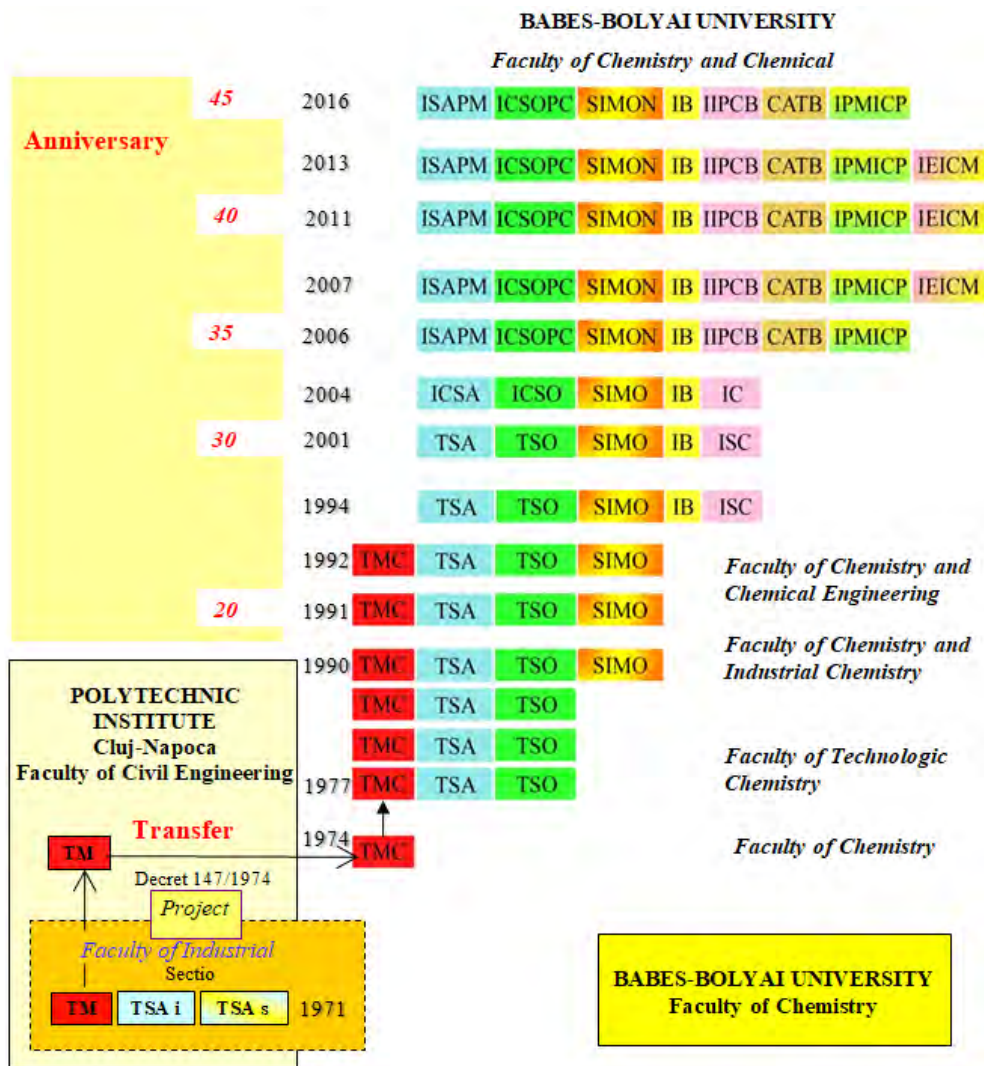 BABES-BOLYAI UNIVERSITY
Faculty of Chemistry and Chemical
Anniversary
45 2016 ISAPM ICSOPC SIMON IB IIPCB CATB IPMICP
2013 ISAPM ICSOPC SIMON IB IIPCB CATB IPMICP IEICM
40 2011 ISAPM ICSOPC SIMON IB IIPCB CATB IPMICP IEICM
2007 ISAPM ICSOPC SIMON IB IIPCB CATB IPMICP IEICM
35 2006 ISAPM ICSOPC SIMON IB IIPCB CATB IPMICP
2004 ICSA ICSO SIMO IB IC
30 2001 TSA TSO SIMO IB ISC
1994 TSA TSO SIMO IB ISC
1992 TMC TSA TSO SIMO
Faculty of Chemistry and
Chemical Engineering
20 1991 TMC TSA TSO SIMO
1990 TMC TSA TSO SIMO
Faculty of Chemistry and
Industrial Chemistry
TMC TSA TSO
TMC TSA TSO
1977 TMC TSA TSO
Faculty of Technologic
Chemistry
1974 TMC
Faculty of Chemistry
POLYTECHNIC
INSTITUTE
Cluj-Napoca
Faculty of Civil Engineering
Transfer
TM
Decret 147/1974
Project
Faculty of Industrial
Sectio
TM TSA i TSA s 1971
BABES-BOLYAI UNIVERSITY
Faculty of Chemistry